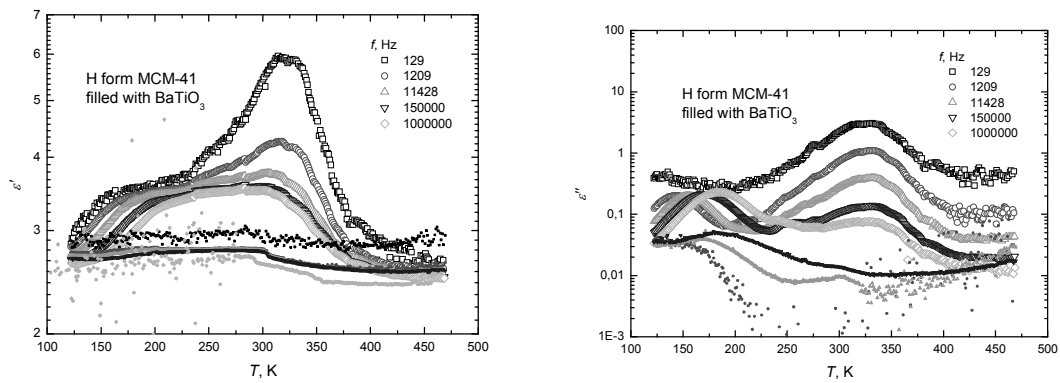 7
6
5
4
3
2
ε'
H form MCM-41
filled with BaTiO₃
f, Hz
129
1209
11428
150000
1000000
100 150 200 250 300 350 400 450 500
T, K
100
10
1
0,1
0,01
1E-3
ε''
H form MCM-41
filled with BaTiO₃
f, Hz
129
1209
11428
150000
1000000
100 150 200 250 300 350 400 450 500
T, K